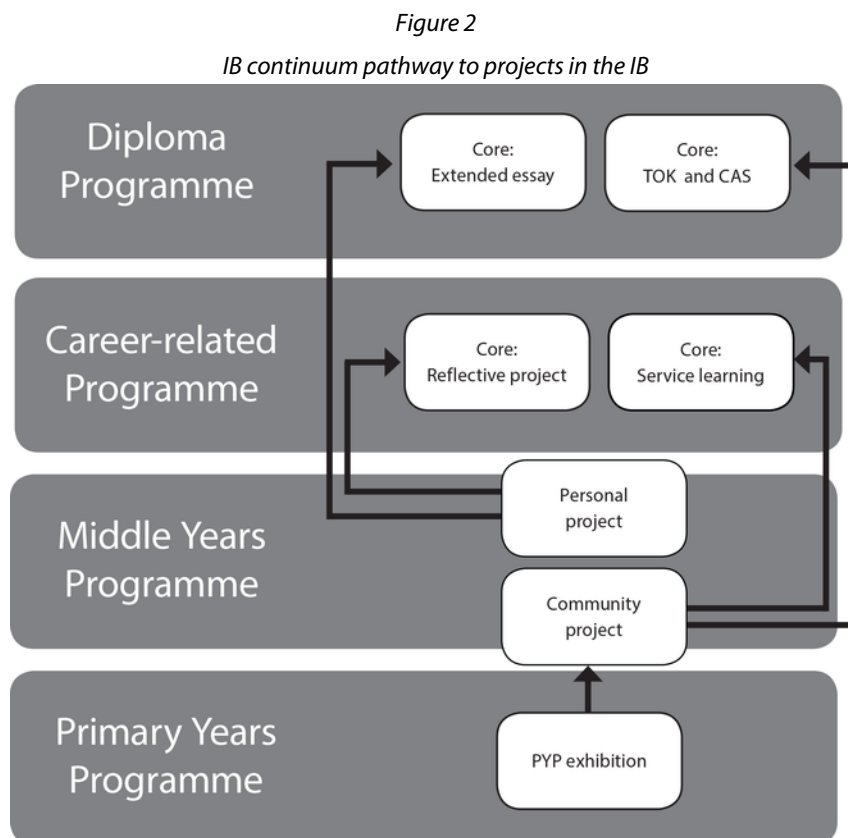 Figure 2
IB continuum pathway to projects in the IB
Diploma
Programme
Core:
Extended essay
Core:
TOK and CAS
Career-related
Programme
Core:
Reflective project
Core:
Service learning
Middle Years
Programme
Personal
project
Community
project
Primary Years
Programme
PYP exhibition